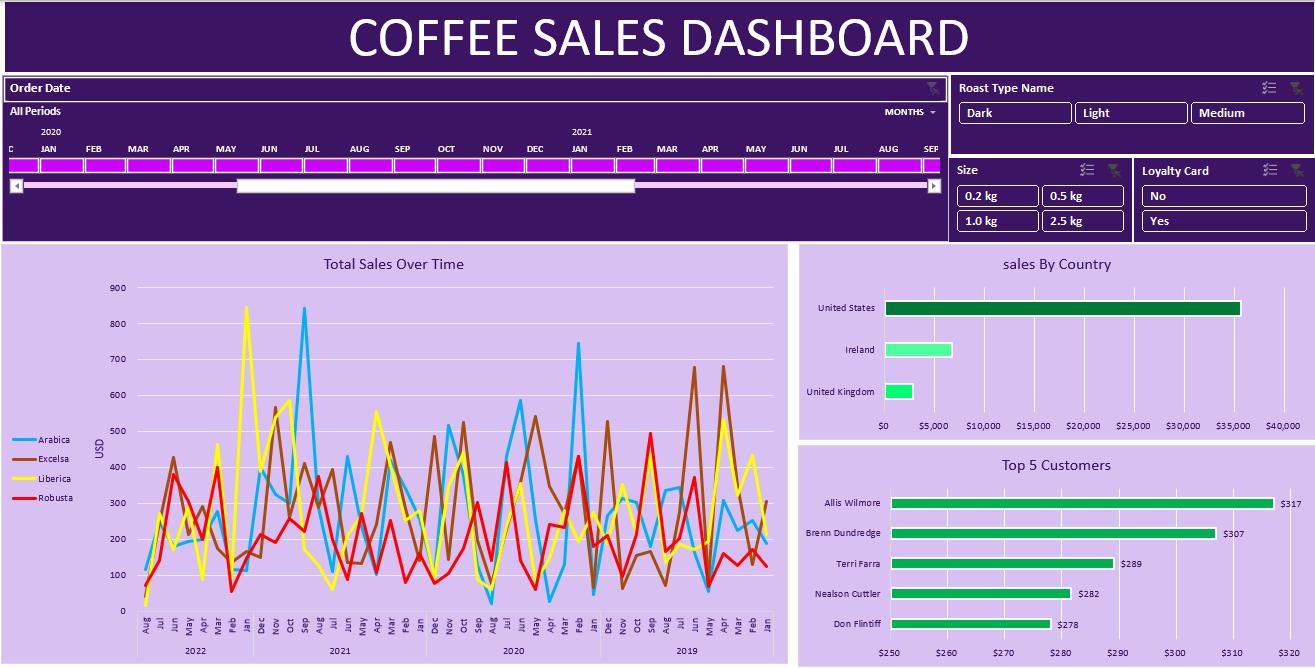 COFFEE SALES DASHBOARD
Order Date
All Periods
MONTHS
2020 2021
C JAN FEB MAR APR MAY JUN JUL AUG SEP OCT NOV DEC JAN FEB MAR APR MAY JUN JUL AUG SEP
Roast Type Name
Dark Light Medium
Size
0.2 kg 0.5 kg
1.0 kg 2.5 kg
Loyalty Card
No
Yes
Total Sales Over Time
Arabica
Excelsa
Liberica
Robusta
USD
900
800
700
600
500
400
300
200
100
0
Aug Jul Jun May Apr Mar Feb Jan Dec Nov Oct Sep Aug Jul Jun May Apr Mar Feb Jan Dec Nov Oct Sep Aug Jul Jun May Apr Mar Feb Jan Dec Nov Oct Sep Aug Jul Jun May Apr Mar Feb Jan
2022 2021 2020 2019
sales By Country
United States
Ireland
United Kingdom
$0 $5,000 $10,000 $15,000 $20,000 $25,000 $30,000 $35,000 $40,000
Top 5 Customers
Allis Wilmore $317
Brenn Dundredge $307
Terri Farra $289
Nealson Cuttler $282
Don Flintiff $278
$250 $260 $270 $280 $290 $300 $310 $320